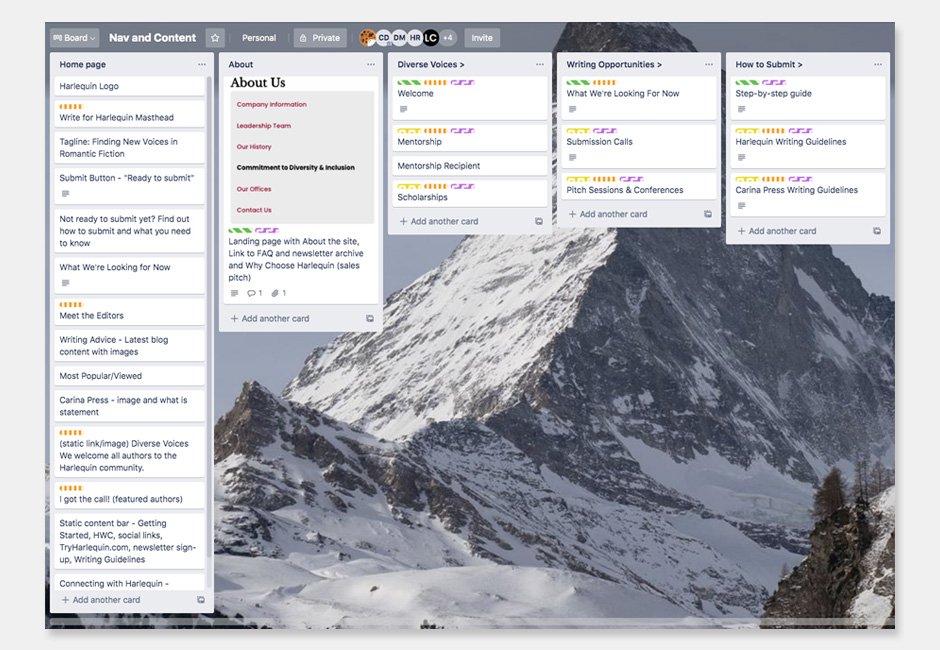 Board
Nav and Content
Personal
Private
CD
DM
HR
LC
+4
Invite
Home page
Harlequin Logo
Write for Harlequin Masthead
Tagline: Finding New Voices in
Romantic Fiction
Submit Button - "Ready to submit"
Not ready to submit yet? Find out
how to submit and what you need
to know
What We're Looking for Now
Meet the Editors
Writing Advice - Latest blog
content with images
Most Popular/Viewed
Carina Press - image and what is
statement
(static link/image) Diverse Voices
We welcome all authors to the
Harlequin community.
I got the call! (featured authors)
Static content bar - Getting
Started, HWC, social links,
TryHarlequin.com, newsletter sign-
up, Writing Guidelines
Connecting with Harlequin -
+ Add another card
About
About Us
Company Information
Leadership Team
Our History
Commitment to Diversity & Inclusion
Our Offices
Contact Us
Landing page with About the site,
Link to FAQ and newsletter archive
and Why Choose Harlequin (sales
pitch)
1
1
+ Add another card
Diverse Voices >
Welcome
Mentorship
Mentorship Recipient
Scholarships
+ Add another card
Writing Opportunities >
What We're Looking For Now
Submission Calls
Pitch Sessions & Conferences
+ Add another card
How to Submit >
Step-by-step guide
Harlequin Writing Guidelines
Carina Press Writing Guidelines
+ Add another card